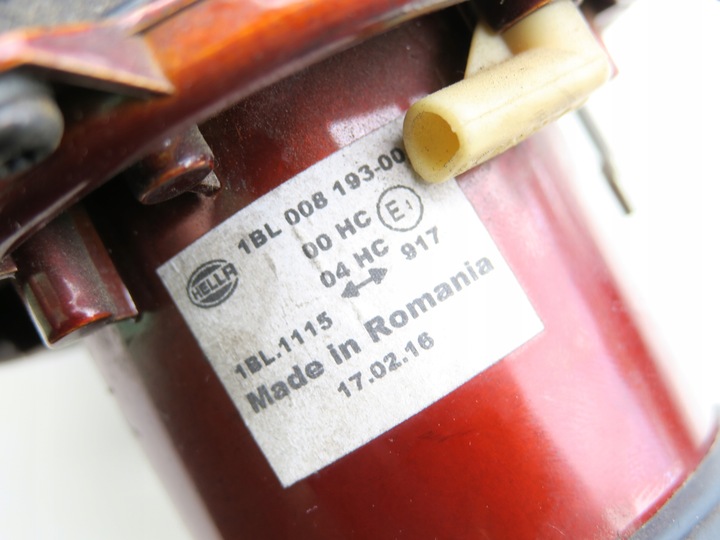 HELLA
1BL 008 193-00
00 HC E1
04 HC 917
1BL.1115
Made in Romania
17.02.16